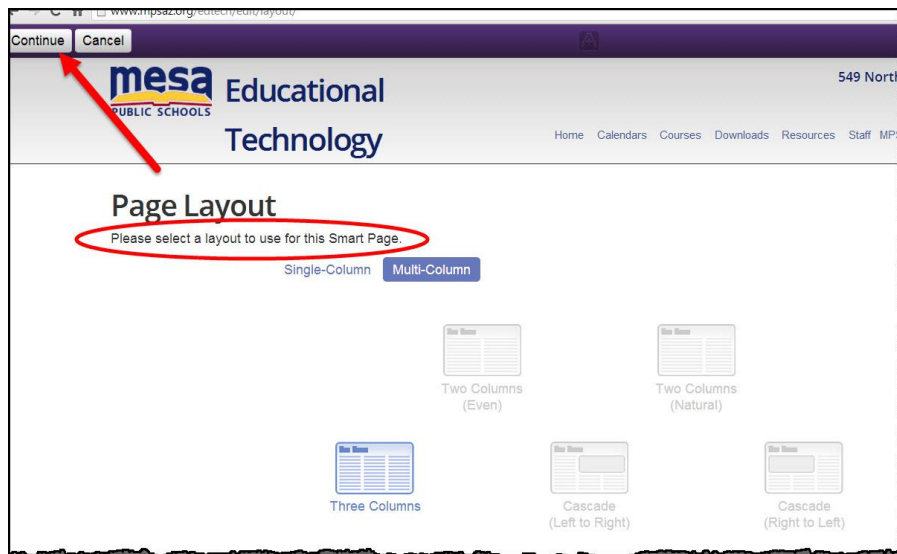 www.mpsaz.org/edtech/edit/layout/
Continue Cancel
mesa
PUBLIC SCHOOLS
Educational
Technology
549 North
Home Calendars Courses Downloads Resources Staff MPS
Page Layout
Please select a layout to use for this Smart Page.
Single-Column Multi-Column
Two Columns
(Even)
Two Columns
(Natural)
Three Columns
Cascade
(Left to Right)
Cascade
(Right to Left)